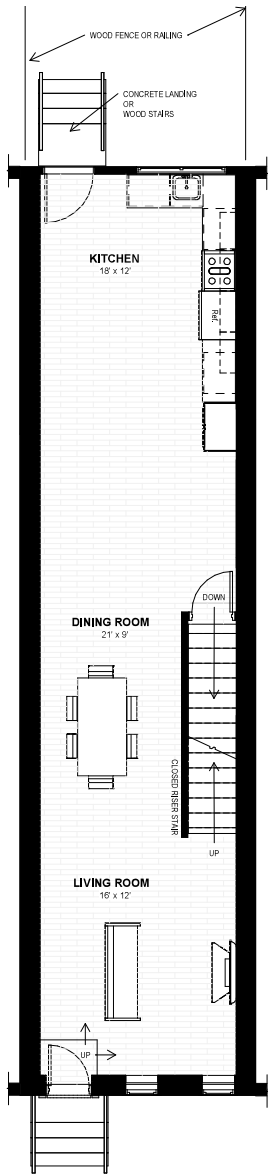 WOOD FENCE OR RAILING
CONCRETE LANDING
OR
WOOD STAIRS
KITCHEN
18' x 12'
Ref.
DOWN
DINING ROOM
21' x 9'
CLOSED RISER STAIR
UP
LIVING ROOM
16' x 12'
UP